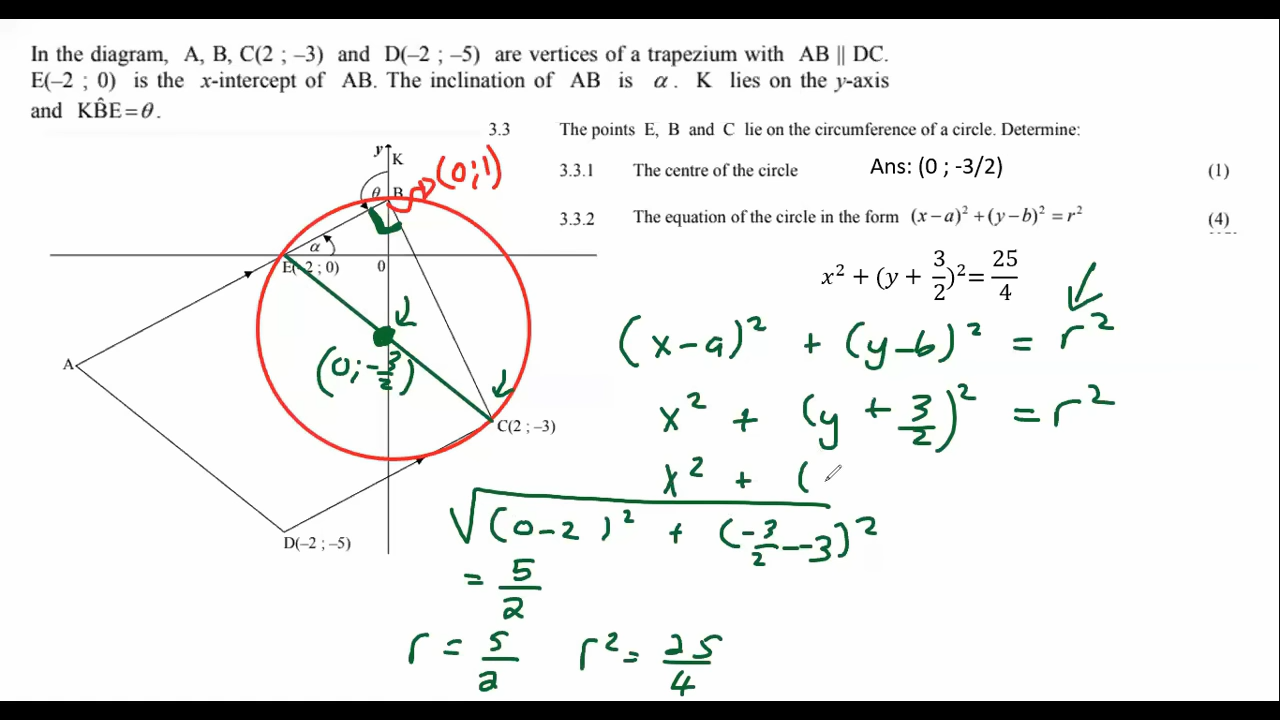 In the diagram, A, B, C(2 ; –3) and D(–2 ; –5) are vertices of a trapezium with AB || DC.
E(–2 ; 0) is the x-intercept of AB. The inclination of AB is α. K lies on the y-axis
and KB̂E = θ.
3.3 The points E, B and C lie on the circumference of a circle. Determine:
3.3.1 The centre of the circle Ans: (0 ; -3/2) (1)
3.3.2 The equation of the circle in the form (x – a)² + (y – b)² = r² (4)
x² + (y + 3/2)² = 25/4
y
K
(0;1)
θ
B
α
E(–2 ; 0)
0
(0;-3/2)
A
C(2 ; –3)
D(–2 ; –5)
(x-a)² + (y-b)² = r²
x² + (y + 3/2)² = r²
x² + (
√(0-2)² + (-3/2--3)²
= 5/2
r = 5/2 r² = 25/4